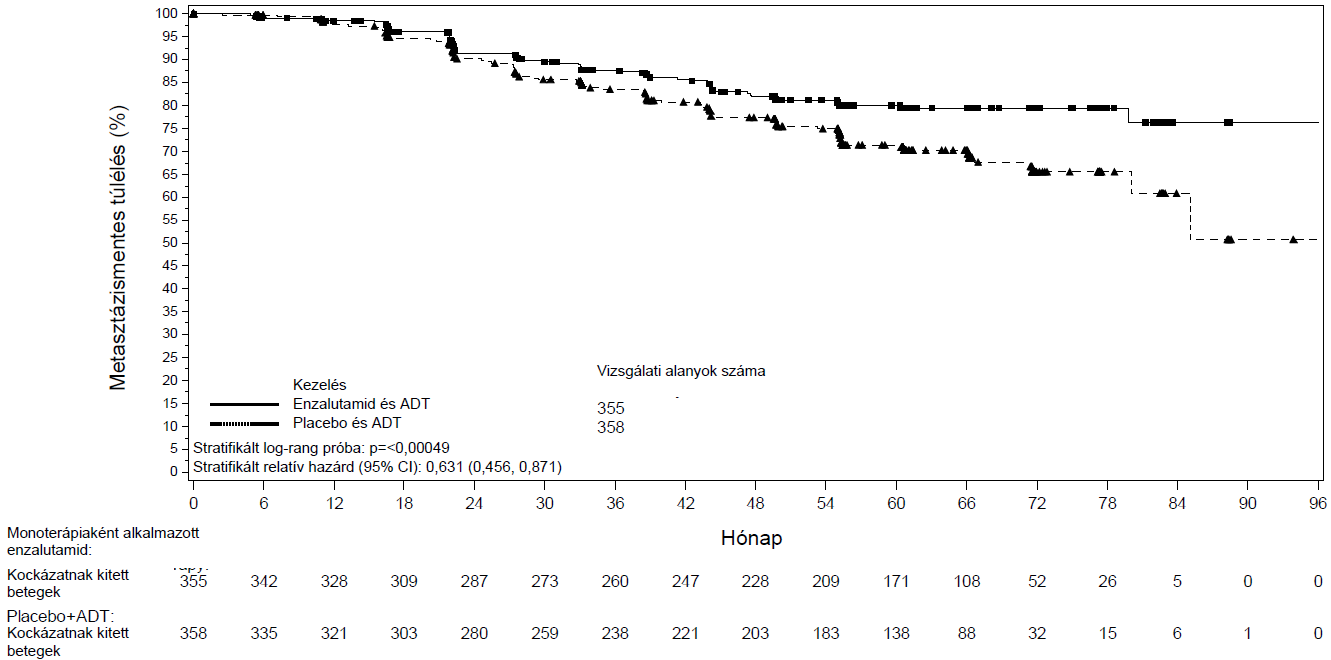 Metasztázismentes túlélés (%)
100
95
90
85
80
75
70
65
60
55
50
45
40
35
30
25
20
15
10
5
0
Vizsgálati alanyok száma
Kezelés
Enzalutamid és ADT 355
Placebo és ADT 358
Stratifikált log-rang próba: p=<0,00049
Stratifikált relatív hazárd (95% CI): 0,631 (0,456, 0,871)
0 6 12 18 24 30 36 42 48 54 60 66 72 78 84 90 96
Hónap
Monoterápiaként alkalmazott
enzalutamid:
Kockázatnak kitett
betegek
355 342 328 309 287 273 260 247 228 209 171 108 52 26 5 0 0
Placebo+ADT:
Kockázatnak kitett
betegek
358 335 321 303 280 259 238 221 203 183 138 88 32 15 6 1 0